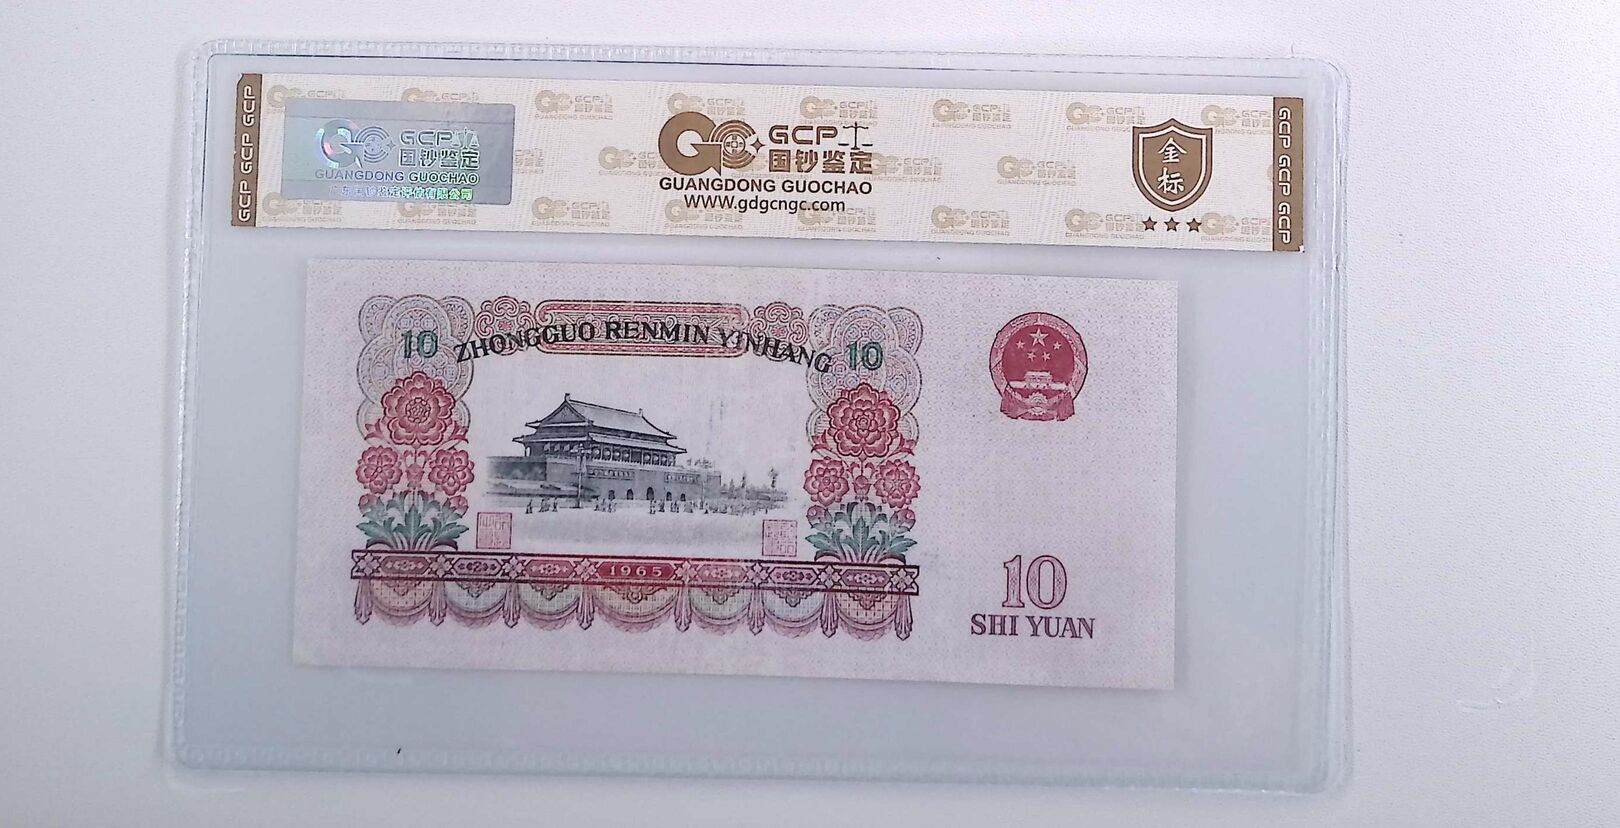 GCP GCP GCP
GCP
国钞鉴定
GUANGDONG GUOCHAO
GCP
国钞鉴定
GUANGDONG GUOCHAO
www.gdgcngc.com
金
标
GCP GCP GCP
10 ZHONGGUO RENMIN YINHANG 10
1965
10
SHI YUAN